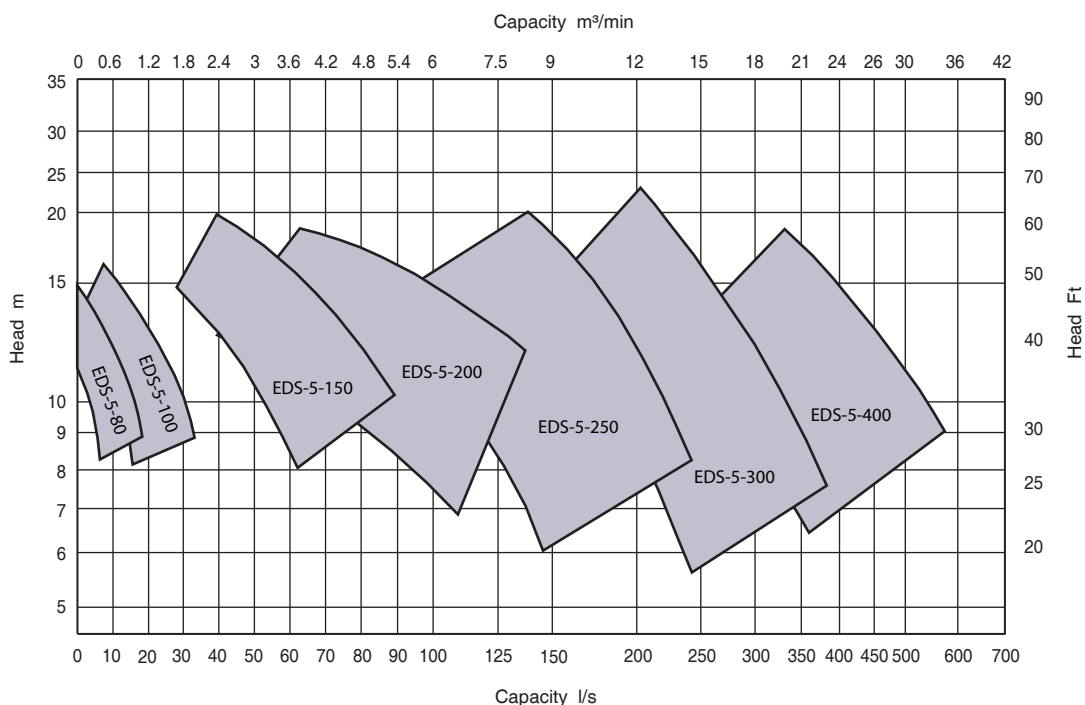 Capacity m³/min
0 0.6 1.2 1.8 2.4 3 3.6 4.2 4.8 5.4 6 7.5 9 12 15 18 21 24 26 30 36 42
35
90
30
80
25
70
20
60
15
50
Head m
Head Ft
40
EDS-5-80
EDS-5-100
EDS-5-150
EDS-5-200
EDS-5-250
EDS-5-300
EDS-5-400
10
9
30
8
25
7
20
6
5
0 10 20 30 40 50 60 70 80 90 100 125 150 200 250 300 350 400 450 500 600 700
Capacity l/s